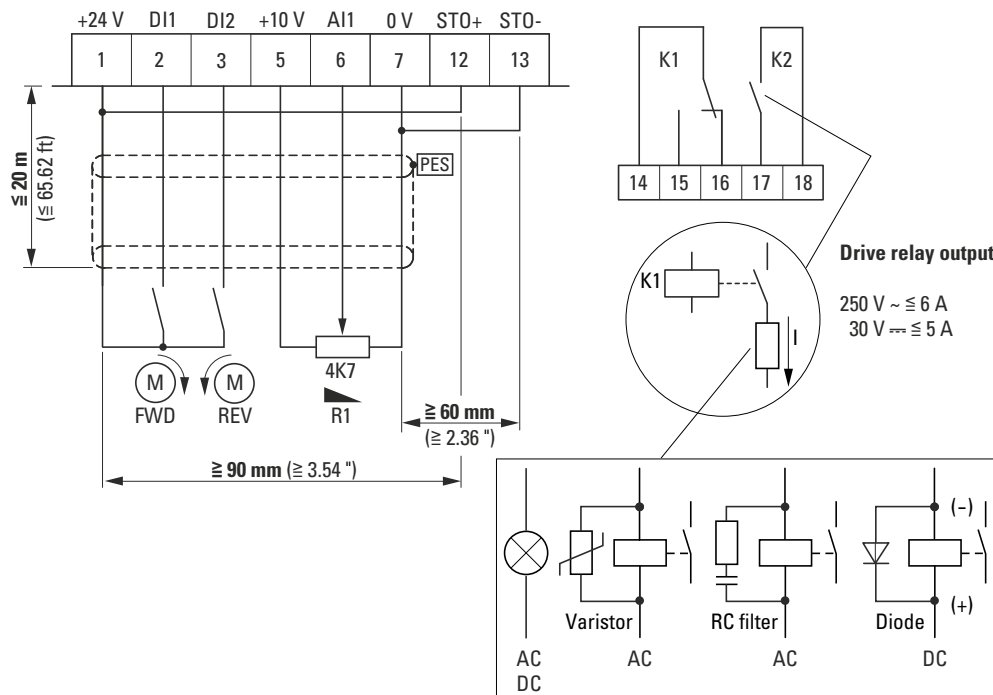 +24 V DI1 DI2 +10 V AI1 0 V STO+ STO-
1 2 3 5 6 7 12 13
≦ 20 m
(≦ 65.62 ft)
PES
M
FWD
M
REV
4K7
R1
≧ 60 mm
(≧ 2.36 ")
≧ 90 mm (≧ 3.54 ")
K1 K2
14 15 16 17 18
K1
I
Drive relay output
250 V ~ ≦ 6 A
30 V ⎓ ≦ 5 A
AC
DC
Varistor
AC
RC filter
AC
(−)
(+)
Diode
DC